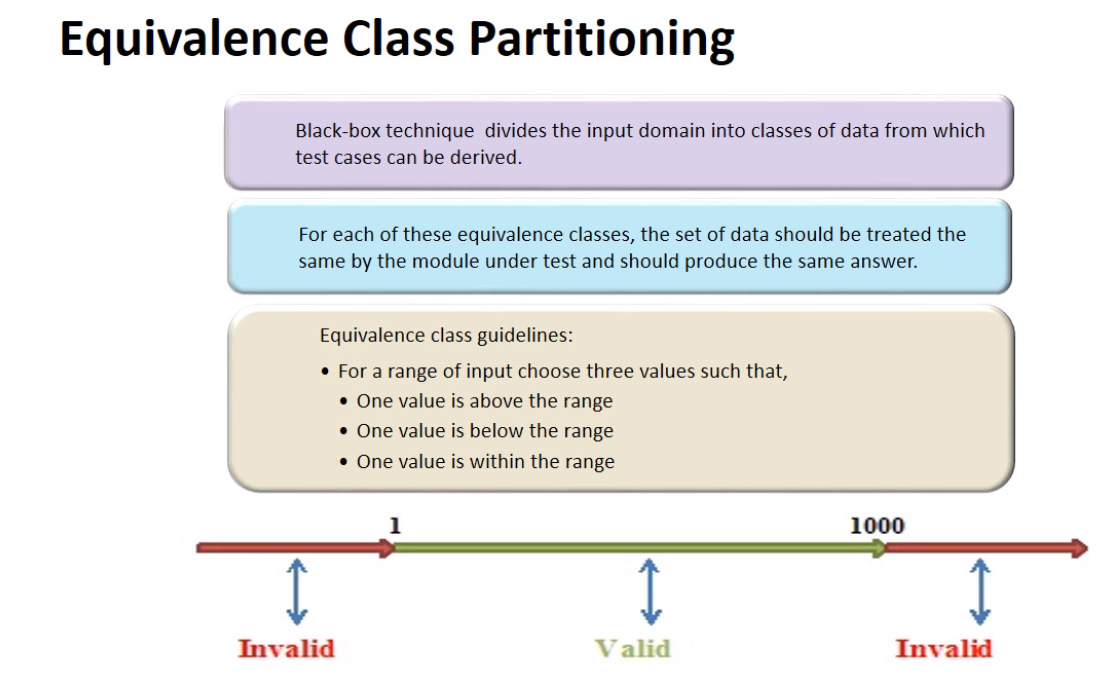 Equivalence Class Partitioning
Black-box technique divides the input domain into classes of data from which
test cases can be derived.
For each of these equivalence classes, the set of data should be treated the
same by the module under test and should produce the same answer.
Equivalence class guidelines:
• For a range of input choose three values such that,
• One value is above the range
• One value is below the range
• One value is within the range
1 1000
Invalid Valid Invalid